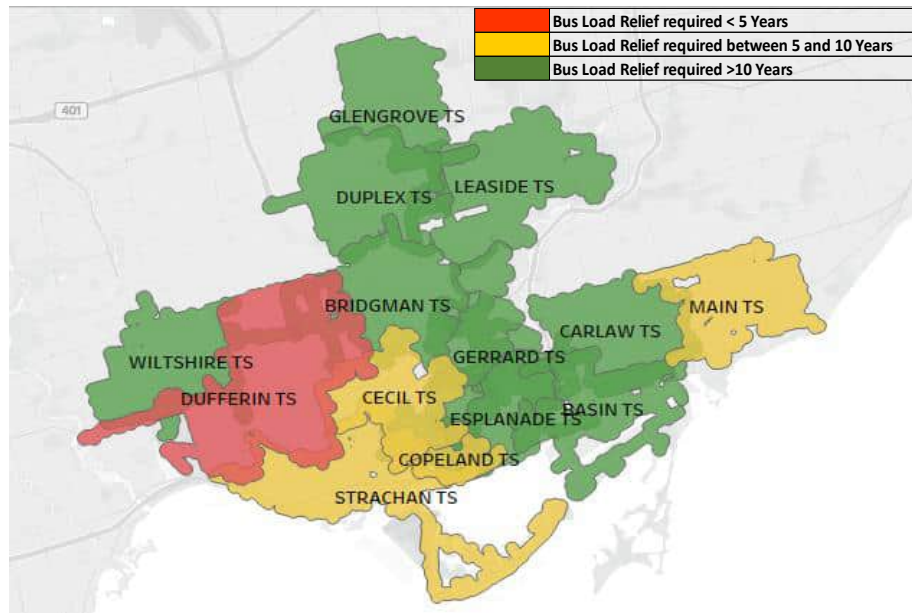 Bus Load Relief required < 5 Years
Bus Load Relief required between 5 and 10 Years
Bus Load Relief required >10 Years
401
GLENGROVE TS
DUPLEX TS
LEASIDE TS
BRIDGMAN TS
MAIN TS
CARLAW TS
WILTSHIRE TS
GERRARD TS
DUFFERIN TS
CECIL TS
ESPLANADE TS
BASIN TS
COPELAND TS
STRACHAN TS